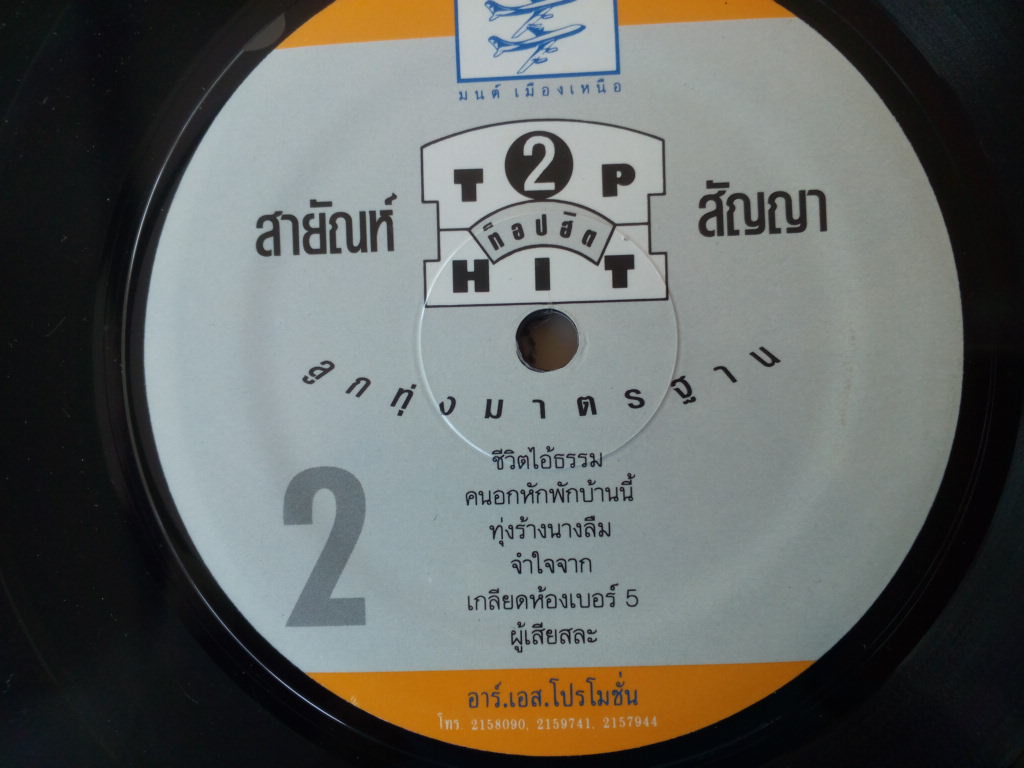 มนต์ เมืองเหนือ
T 2 P
สายัณห์
สัญญา
ท็อปฮิต
HIT
ลูกทุ่งมาตรฐาน
2
ชีวิตไอ้ธรรม
คนอกหักพักบ้านนี้
ทุ่งร้างนางลืม
จำใจจาก
เกลียดห้องเบอร์ 5
ผู้เสียสละ
อาร์.เอส.โปรโมชั่น
โทร. 2158090, 2159741, 2157944